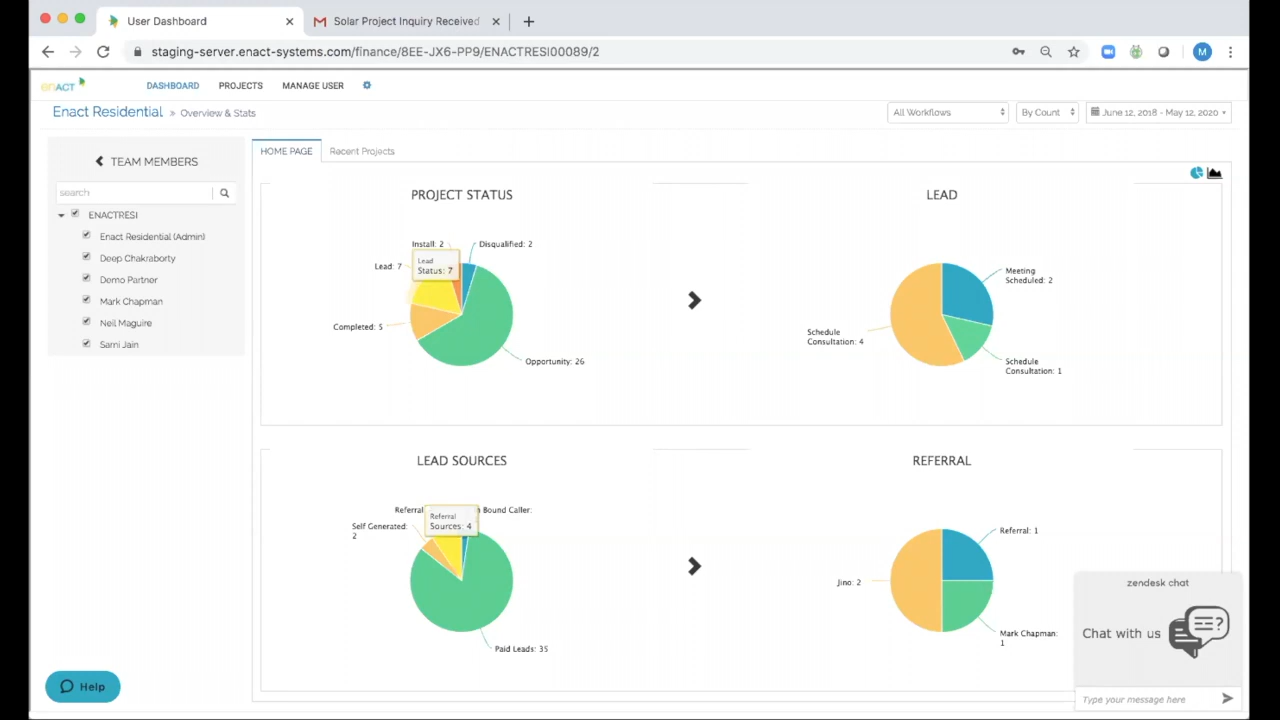 User Dashboard
Solar Project Inquiry Received
staging-server.enact-systems.com/finance/8EE-JX6-PP9/ENACTRESI00089/2
M
enACT
DASHBOARD
PROJECTS
MANAGE USER
Enact Residential » Overview & Stats
All Workflows
By Count
June 12, 2018 - May 12, 2020
TEAM MEMBERS
search
ENACTRESI
Enact Residential (Admin)
Deep Chakraborty
Demo Partner
Mark Chapman
Neil Maguire
Sarni Jain
HOME PAGE
Recent Projects
PROJECT STATUS
Install: 2
Disqualified: 2
Lead
Status: 7
Lead: 7
Completed: 5
Opportunity: 26
LEAD
Meeting
Scheduled: 2
Schedule
Consultation: 4
Schedule
Consultation: 1
LEAD SOURCES
Referral
Bound Caller:
Referral
Sources: 4
Self Generated:
2
Paid Leads: 35
REFERRAL
Referral: 1
Jino: 2
Mark Chapman:
1
zendesk chat
Chat with us
Type your message here
Help